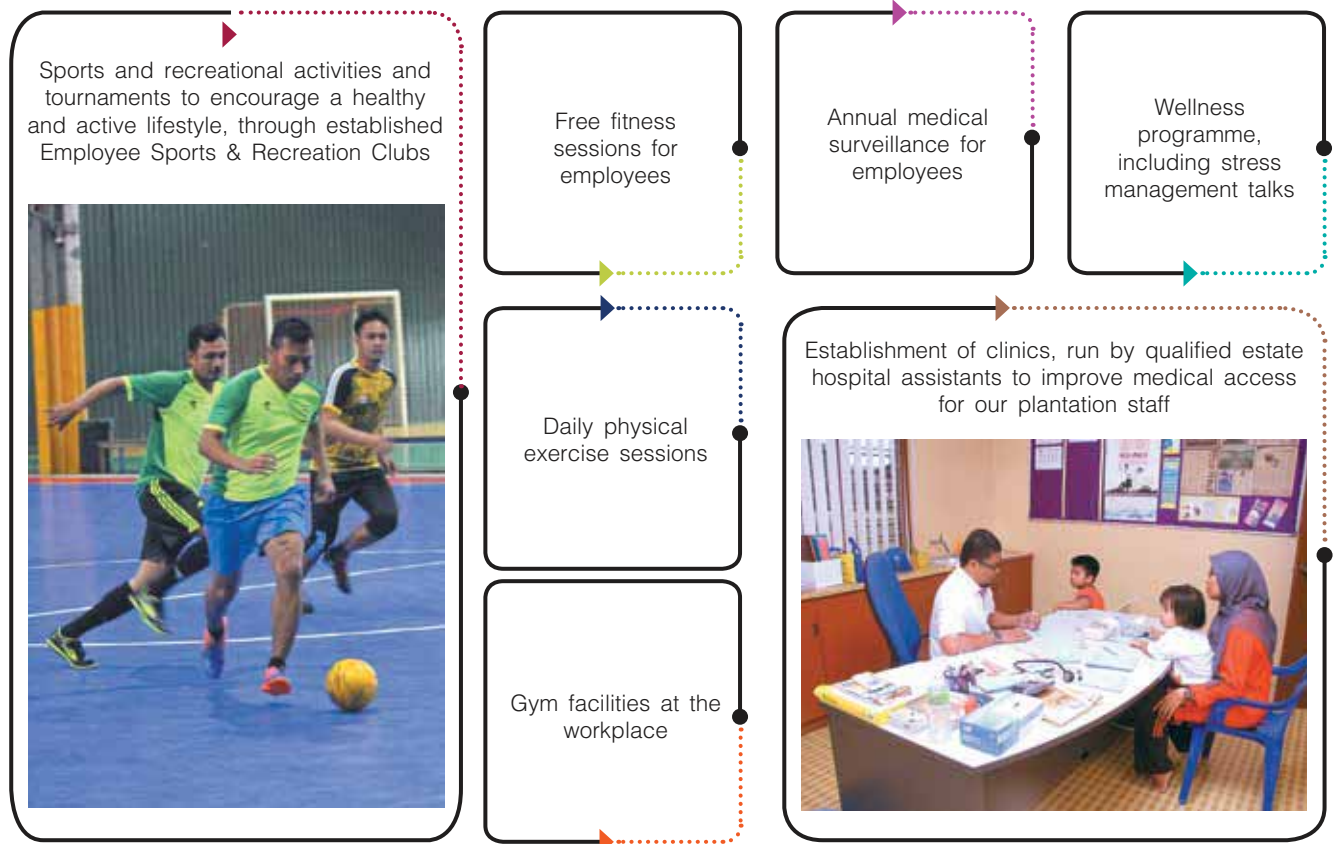 Sports and recreational activities and
tournaments to encourage a healthy
and active lifestyle, through established
Employee Sports & Recreation Clubs
Free fitness
sessions for
employees
Annual medical
surveillance for
employees
Wellness
programme,
including stress
management talks
Daily physical
exercise sessions
Establishment of clinics, run by qualified estate
hospital assistants to improve medical access
for our plantation staff
Gym facilities at the
workplace